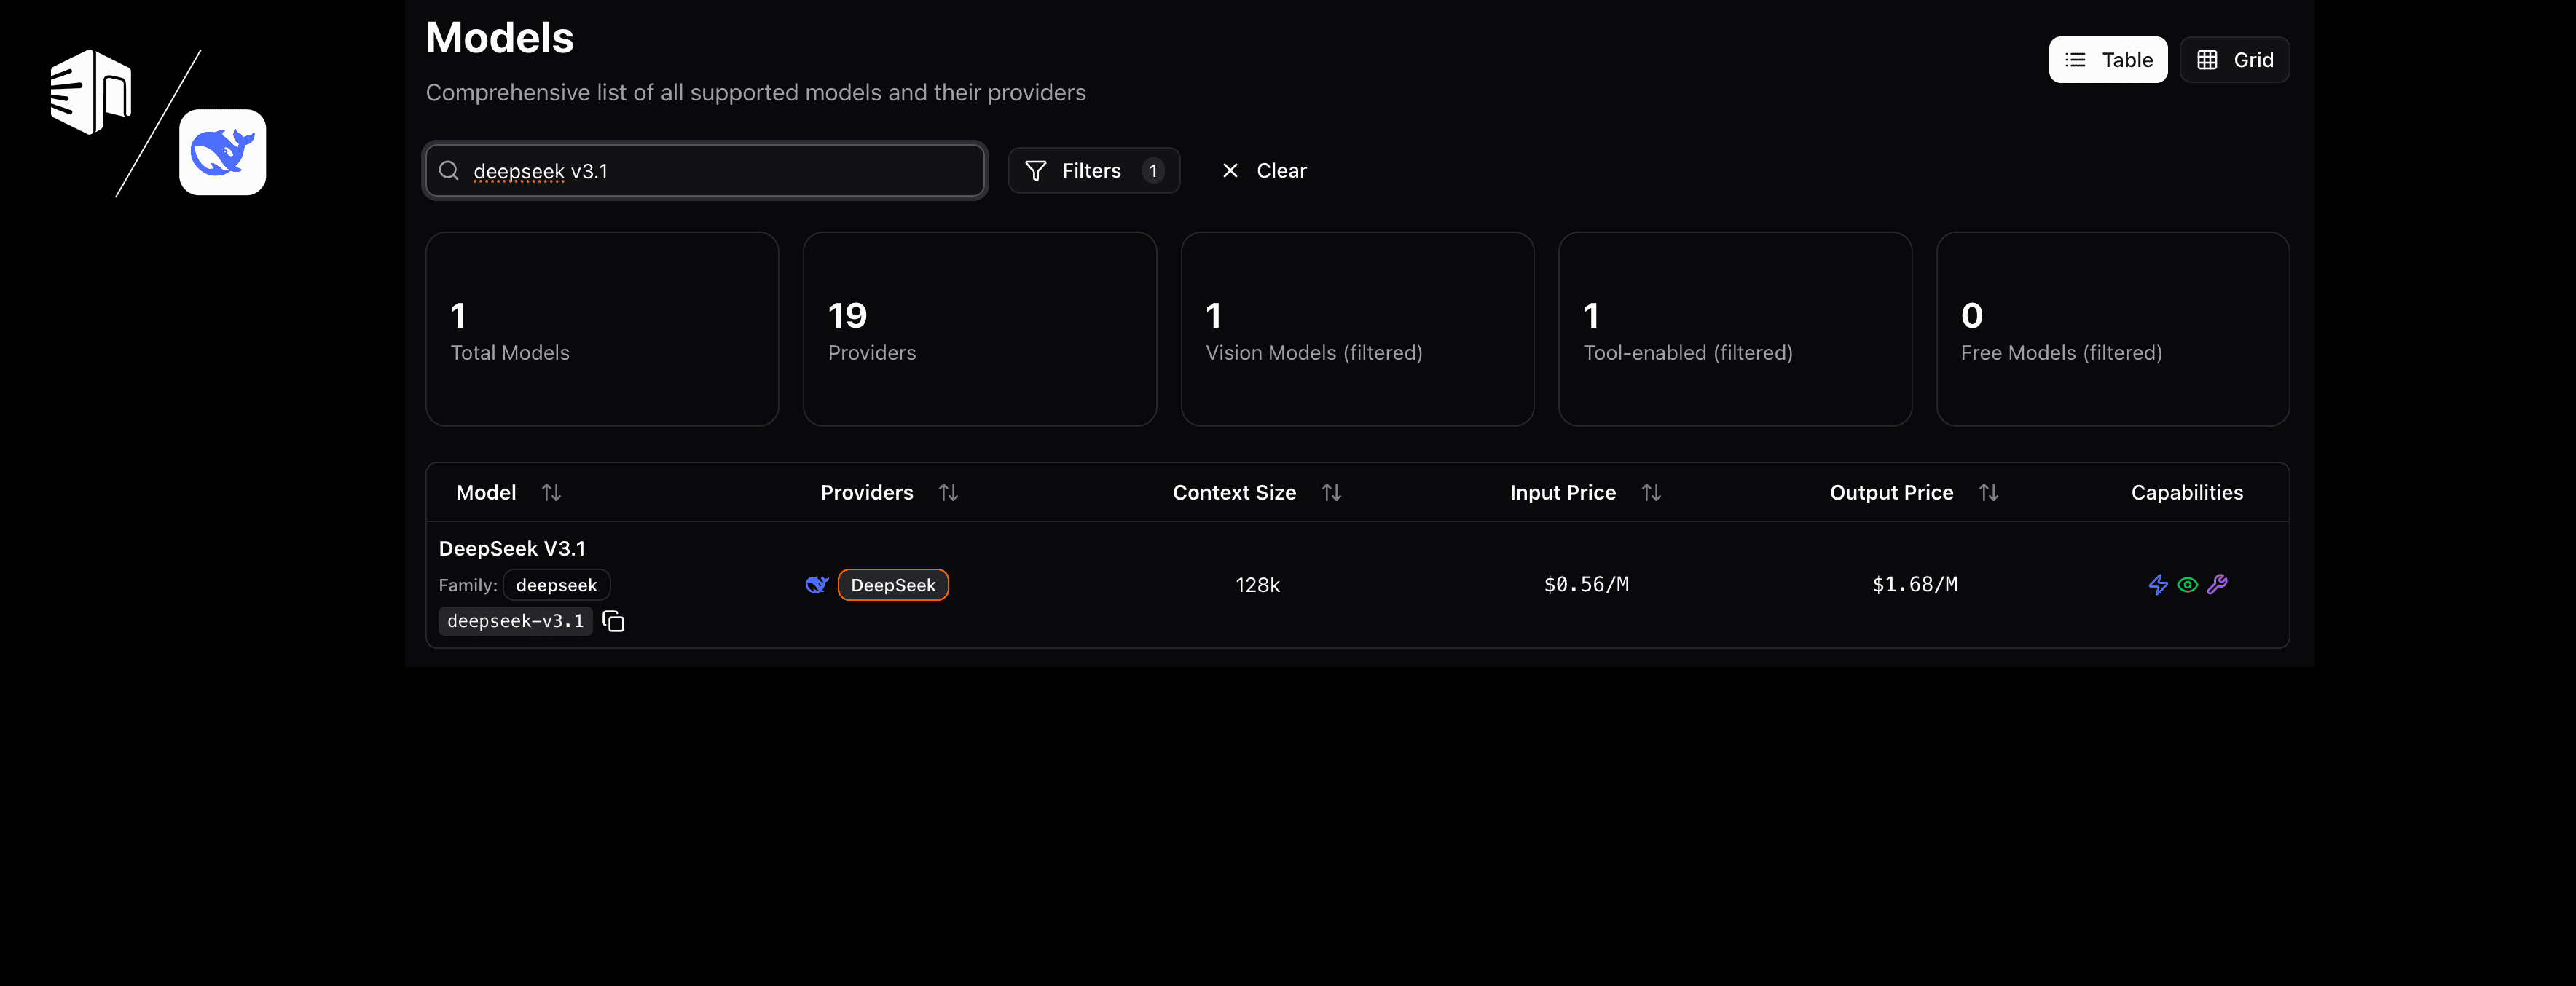 Models
Table
Grid
Comprehensive list of all supported models and their providers
deepseek v3.1
Filters 1
Clear
1
Total Models
19
Providers
1
Vision Models (filtered)
1
Tool-enabled (filtered)
0
Free Models (filtered)
Model Providers Context Size Input Price Output Price Capabilities
DeepSeek V3.1
Family: deepseek DeepSeek 128k $0.56/M $1.68/M
deepseek-v3.1